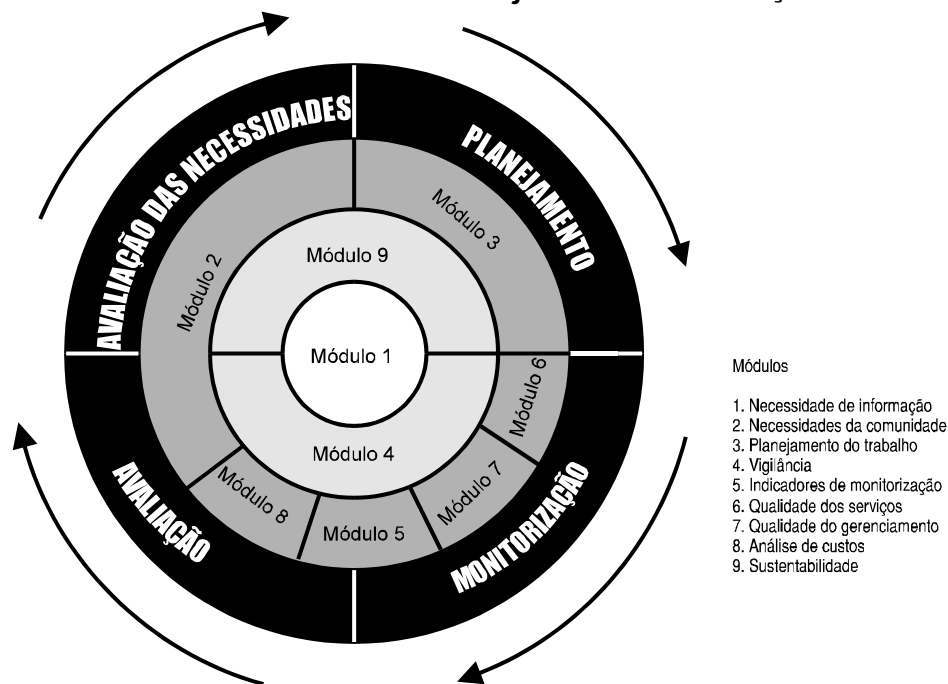 AVALIAÇÃO DAS NECESSIDADES
PLANEJAMENTO
Módulo 2
Módulo 3
Módulo 9
Módulo 1
Módulo 4
Módulo 6
Módulo 7
Módulo 8
Módulo 5
AVALIAÇÃO
MONITORIZAÇÃO
Módulos
1. Necessidade de informação
2. Necessidades da comunidade
3. Planejamento do trabalho
4. Vigilância
5. Indicadores de monitorização
6. Qualidade dos serviços
7. Qualidade do gerenciamento
8. Análise de custos
9. Sustentabilidade